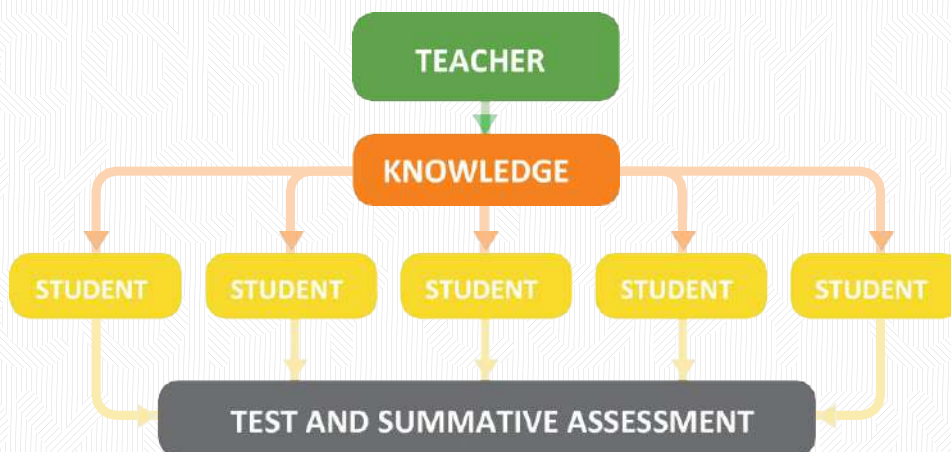 TEACHER
KNOWLEDGE
STUDENT
STUDENT
STUDENT
STUDENT
STUDENT
TEST AND SUMMATIVE ASSESSMENT